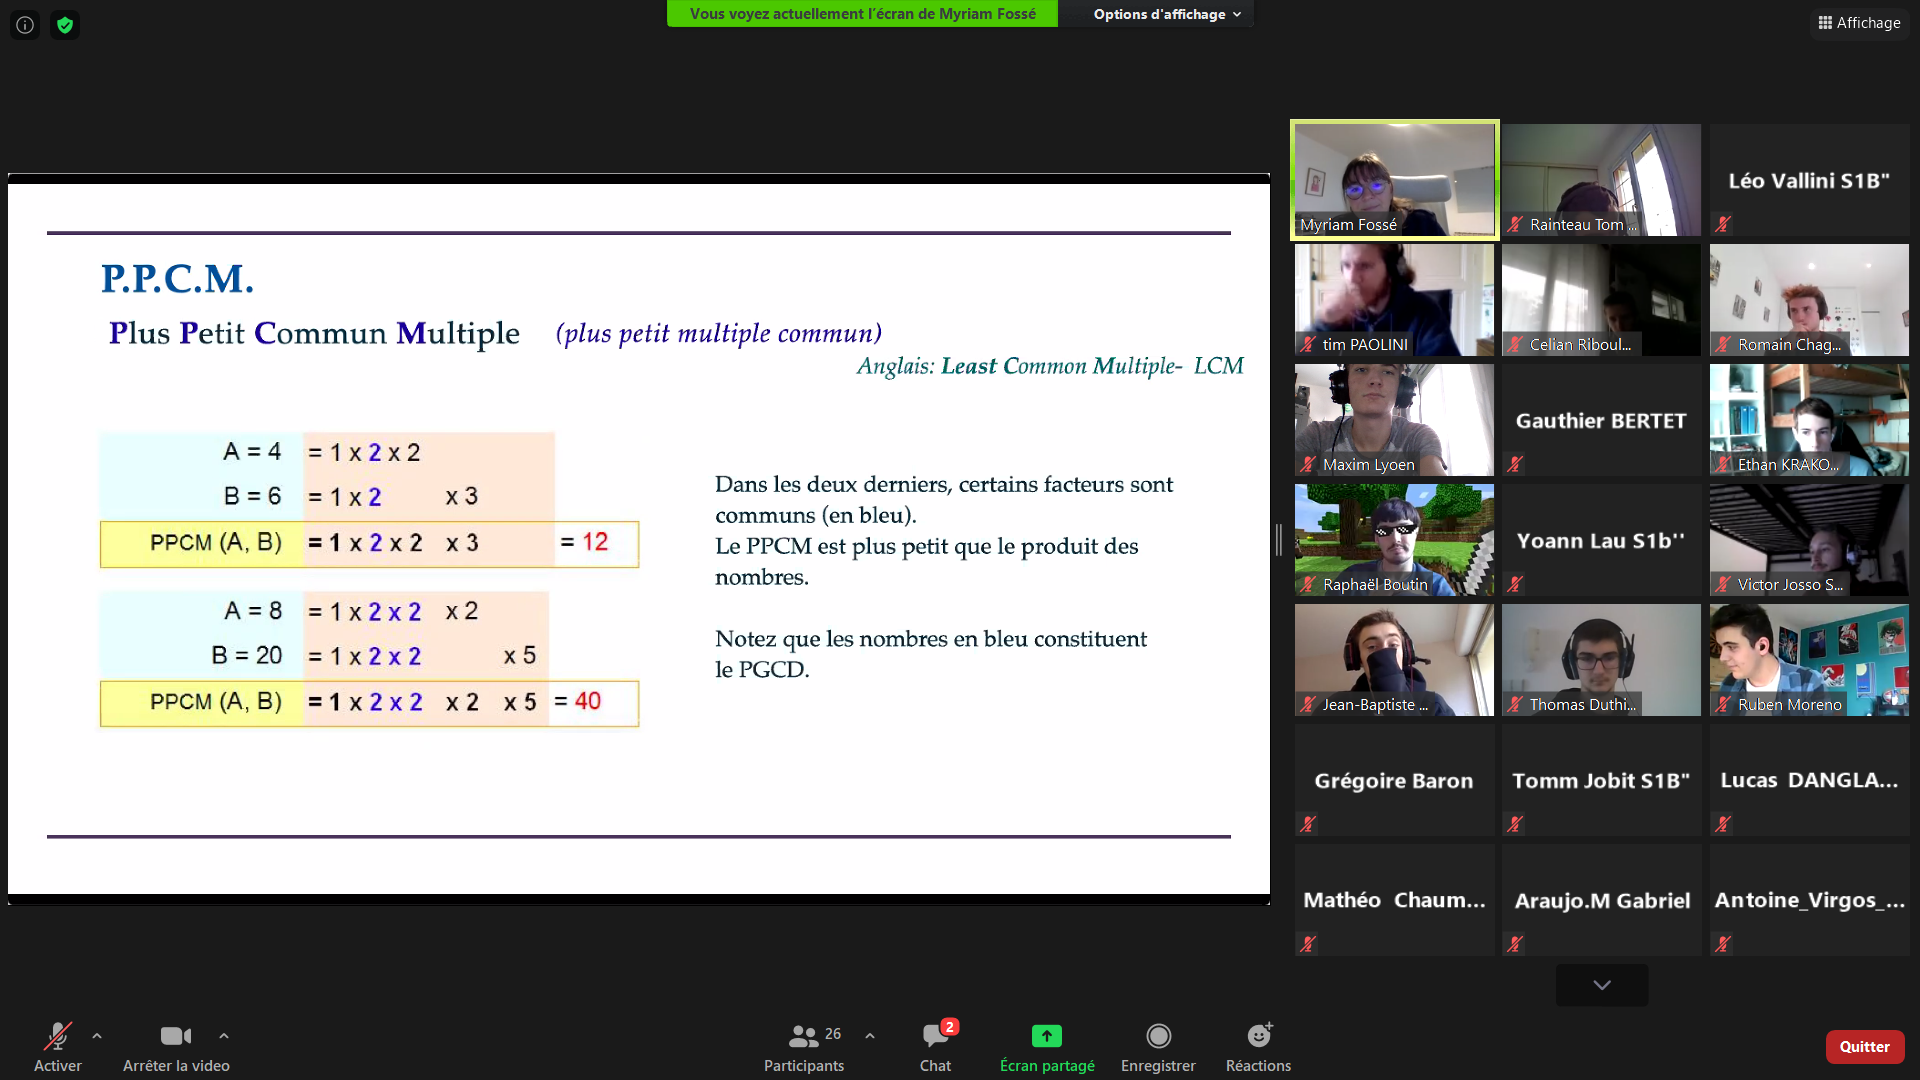 Vous voyez actuellement l'écran de Myriam Fossé
Options d'affichage
Affichage
P.P.C.M.
Plus Petit Commun Multiple (plus petit multiple commun)
Anglais: Least Common Multiple- LCM
A = 4 = 1 x 2 x 2
B = 6 = 1 x 2 x 3
PPCM (A, B) = 1 x 2 x 2 x 3 = 12
A = 8 = 1 x 2 x 2 x 2
B = 20 = 1 x 2 x 2 x 5
PPCM (A, B) = 1 x 2 x 2 x 2 x 5 = 40
Dans les deux derniers, certains facteurs sont
communs (en bleu).
Le PPCM est plus petit que le produit des
nombres.
Notez que les nombres en bleu constituent
le PGCD.
Myriam Fossé
Rainteau Tom ...
Léo Vallini S1B"
tim PAOLINI
Celian Riboul...
Romain Chag...
Maxim Lyoen
Gauthier BERTET
Ethan KRAKO...
Raphaël Boutin
Yoann Lau S1b''
Victor Josso S...
Jean-Baptiste ...
Thomas Duthi...
Ruben Moreno
Grégoire Baron
Tomm Jobit S1B"
Lucas DANGLA...
Mathéo Chaum...
Araujo.M Gabriel
Antoine_Virgos_...
Activer
Arrêter la video
Participants
26
Chat
2
Écran partagé
Enregistrer
Réactions
Quitter